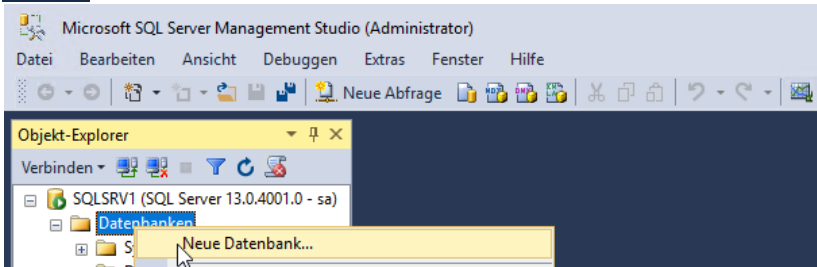 Microsoft SQL Server Management Studio (Administrator)
Datei Bearbeiten Ansicht Debuggen Extras Fenster Hilfe
Neue Abfrage
Objekt-Explorer
Verbinden
SQLSRV1 (SQL Server 13.0.4001.0 - sa)
Datenbanken
Neue Datenbank...